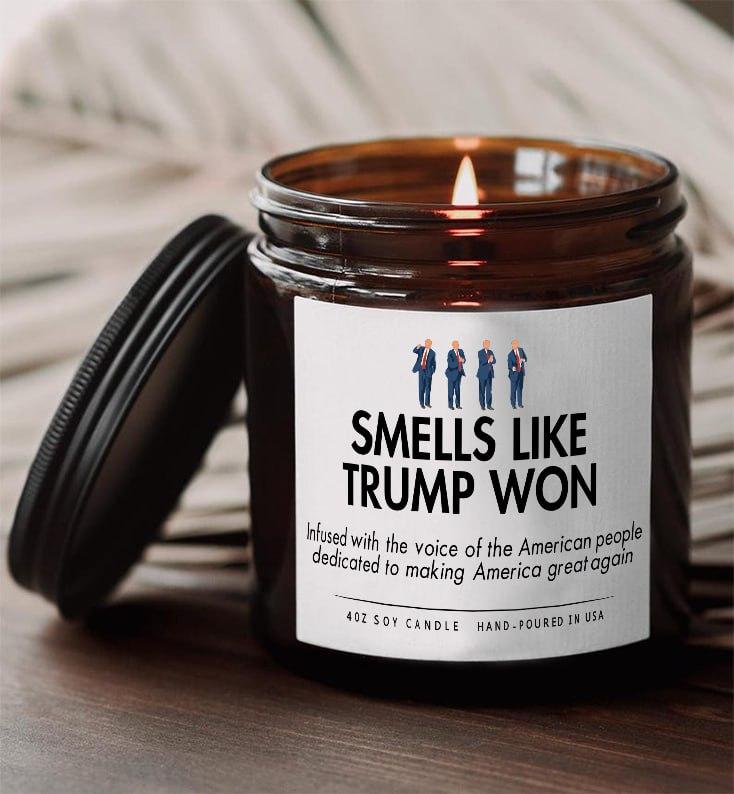 SMELLS LIKE
TRUMP WON
Infused with the voice of the American people
dedicated to making America great again
4OZ SOY CANDLE HAND-POURED IN USA